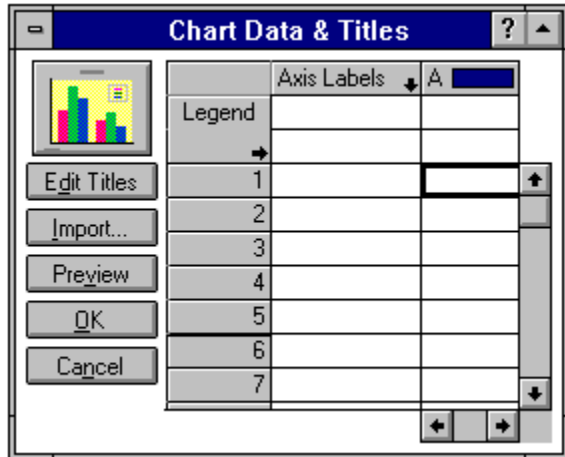 Chart Data & Titles ?
Axis Labels A
Legend
Edit Titles
Import...
Preview
OK
Cancel
1
2
3
4
5
6
7